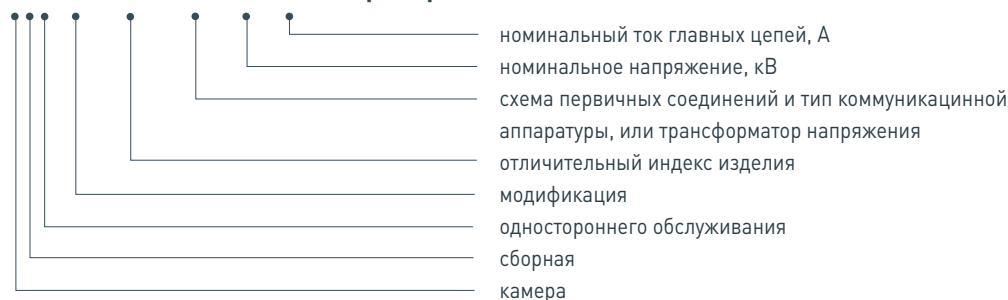 номинальный ток главных цепей, А
номинальное напряжение, кВ
схема первичных соединений и тип коммуникацинной
аппаратуры, или трансформатор напряжения
отличительный индекс изделия
модификация
одностороннего обслуживания
сборная
камера